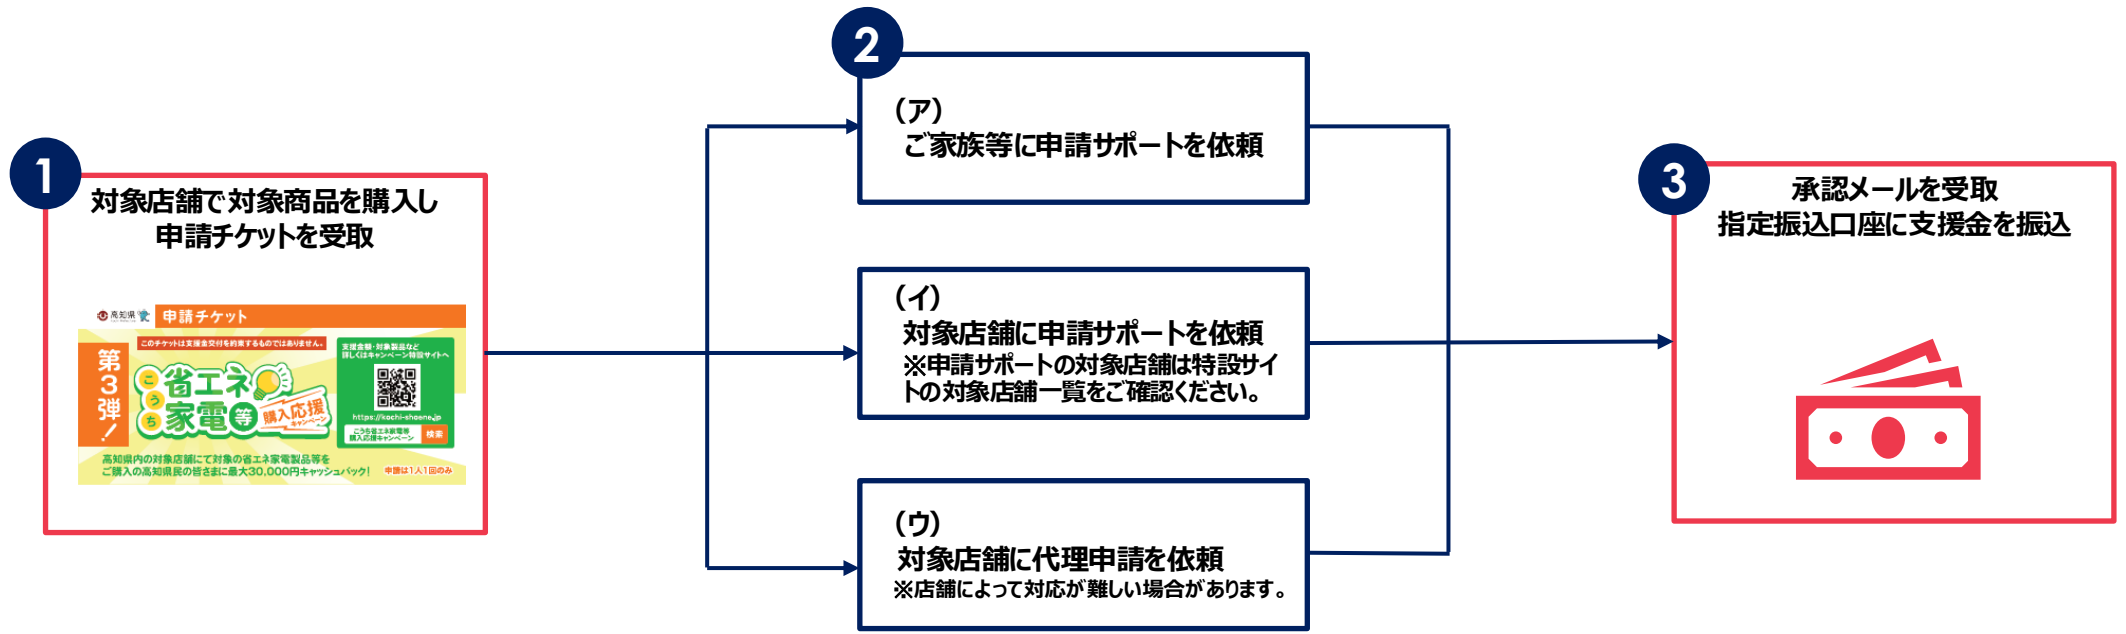 1
対象店舗で対象商品を購入し
申請チケットを受取
高知県
申請チケット
このチケットは支援金交付を約束するものではありません。
第3弾!
こうち
省エネ
家電等
購入応援
キャンペーン
支援金額・対象製品など
詳しくはキャンペーン特設サイトへ
https://kochi-shoene.jp
こうち省エネ家電等
購入応援キャンペーン
検索
高知県内の対象店舗にて対象の省エネ家電製品等を
ご購入の高知県民の皆さまに最大30,000円キャッシュバック!
申請は1人1回のみ
2
(ア)
ご家族等に申請サポートを依頼
(イ)
対象店舗に申請サポートを依頼
※申請サポートの対象店舗は特設サイ
トの対象店舗一覧をご確認ください。
(ウ)
対象店舗に代理申請を依頼
※店舗によって対応が難しい場合があります。
3
承認メールを受取
指定振込口座に支援金を振込